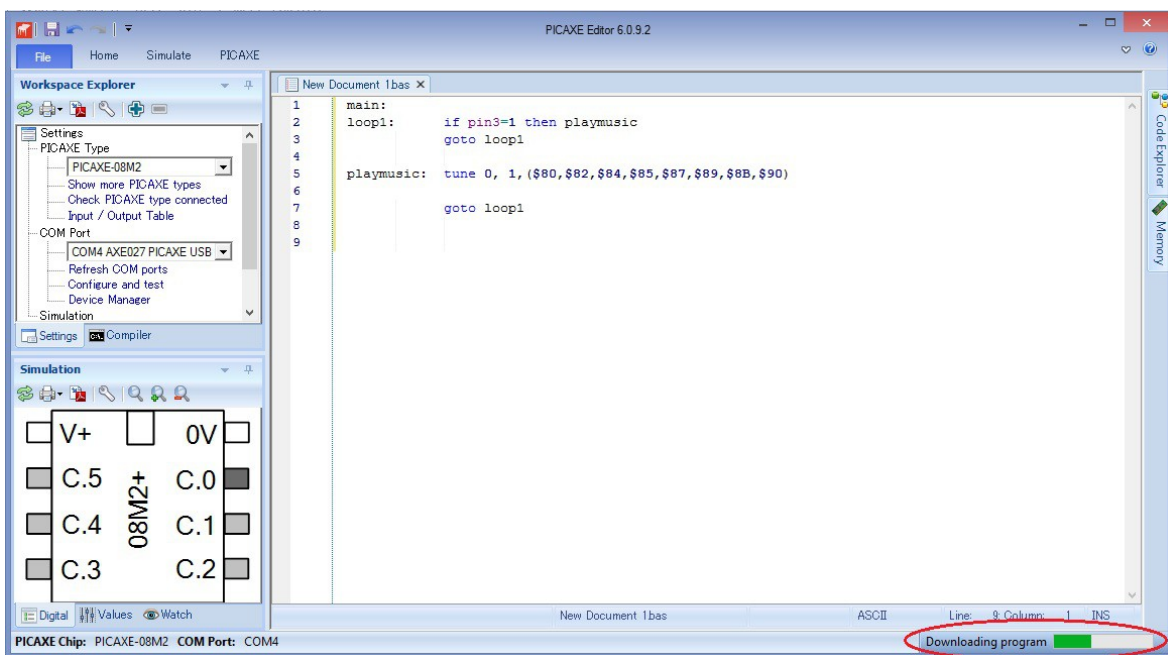 PICAXE Editor 6.0.9.2
File Home Simulate PICAXE
Workspace Explorer
New Document 1.bas
Settings
PICAXE Type
PICAXE-08M2
Show more PICAXE types
Check PICAXE type connected
Input / Output Table
COM Port
COM4 AXE027 PICAXE USB
Refresh COM ports
Configure and test
Device Manager
Simulation
Settings Compiler
1 main:
2 loop1: if pin3=1 then playmusic
3 goto loop1
4
5 playmusic: tune 0, 1,($80,$82,$84,$85,$87,$89,$8B,$90)
6
7 goto loop1
8
9
Code Explorer
Memory
Simulation
V+ 0V
C.5 C.0
C.4 C.1
C.3 C.2
08M2+
Digital Values Watch
New Document 1.bas ASCII Line: 9 Column: 1 INS
PICAXE Chip: PICAXE-08M2 COM Port: COM4 Downloading program